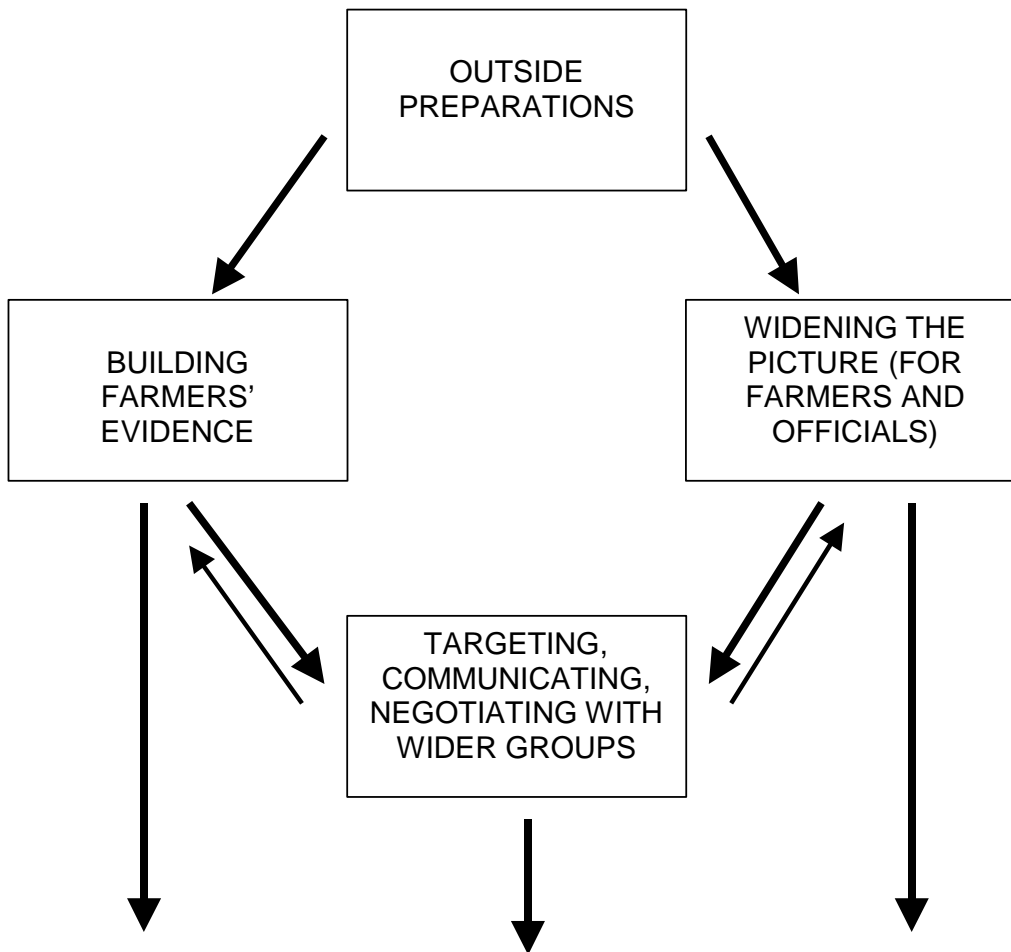 OUTSIDE
PREPARATIONS
BUILDING
FARMERS’
EVIDENCE
WIDENING THE
PICTURE (FOR
FARMERS AND
OFFICIALS)
TARGETING,
COMMUNICATING,
NEGOTIATING WITH
WIDER GROUPS